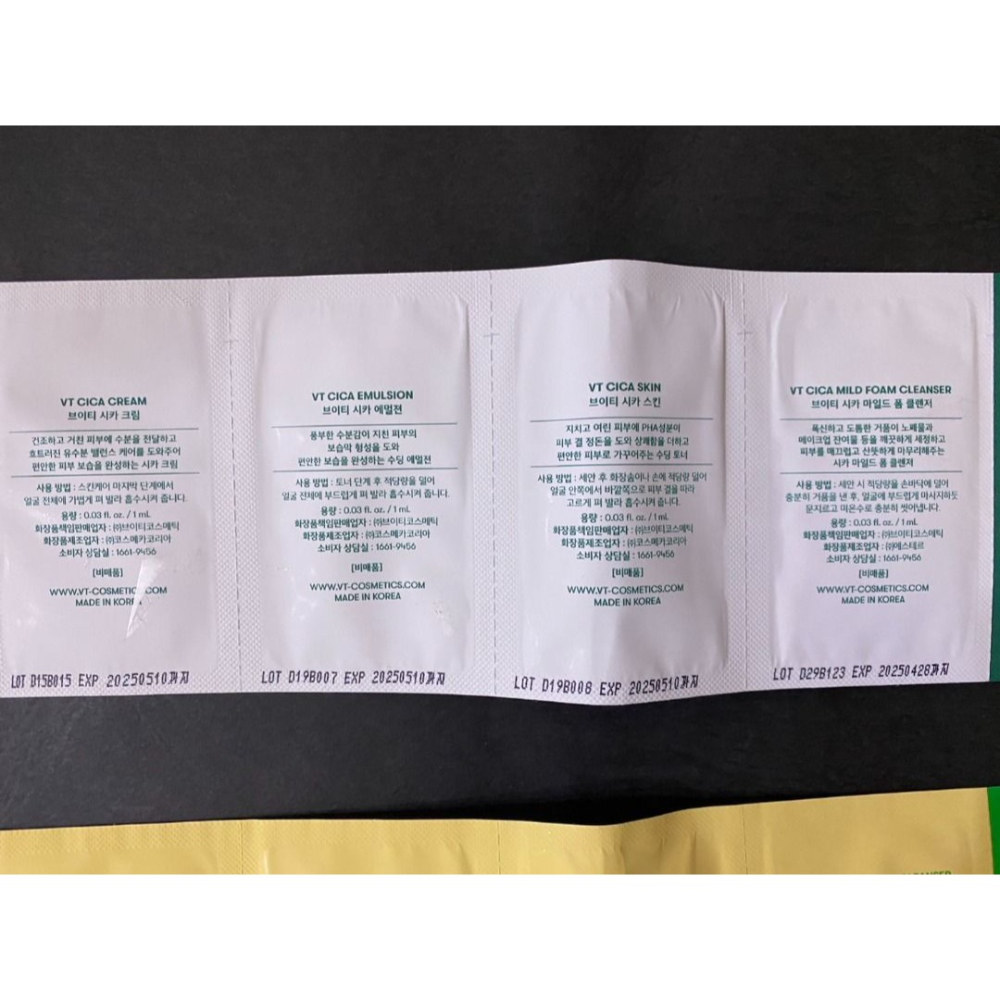 VT CICA CREAM
브이티 시카 크림
건조하고 거친 피부에 수분을 전달하고
흐트러진 유수분 밸런스 케어를 도와주어
편안한 피부 보습을 완성하는 시카 크림
사용 방법 : 스킨케어 마지막 단계에서
얼굴 전체에 가볍게 펴 발라 흡수시켜 줍니다.
용량 : 0.03 fl. oz. / 1 mL
화장품책임판매업자 : ㈜브이티코스메틱
화장품제조업자 : ㈜코스메카코리아
소비자 상담실 : 1661-9456
[비매품]
WWW.VT-COSMETICS.COM
MADE IN KOREA
LOT D15B015 EXP 20250510까지
VT CICA EMULSION
브이티 시카 에멀젼
풍부한 수분감이 지친 피부의
보습막 형성을 도와
편안한 보습을 완성하는 수딩 에멀젼
사용 방법 : 토너 단계 후 적당량을 덜어
얼굴 전체에 부드럽게 펴 발라 흡수시켜 줍니다.
용량 : 0.03 fl. oz. / 1 mL
화장품책임판매업자 : ㈜브이티코스메틱
화장품제조업자 : ㈜코스메카코리아
소비자 상담실 : 1661-9456
[비매품]
WWW.VT-COSMETICS.COM
MADE IN KOREA
LOT D19B007 EXP 20250510까지
VT CICA SKIN
브이티 시카 스킨
지치고 여린 피부에 PHA성분이
피부 결 정돈을 도와 상쾌함을 더하고
편안한 피부로 가꾸어주는 수딩 토너
사용 방법 : 세안 후 화장솜이나 손에 적당량을 덜어
얼굴 안쪽에서 바깥쪽으로 피부 결을 따라
고르게 펴 발라 흡수시켜 줍니다.
용량 : 0.03 fl. oz. / 1 mL
화장품책임판매업자 : ㈜브이티코스메틱
화장품제조업자 : ㈜코스메카코리아
소비자 상담실 : 1661-9456
[비매품]
WWW.VT-COSMETICS.COM
MADE IN KOREA
LOT D19B008 EXP 20250510까지
VT CICA MILD FOAM CLEANSER
브이티 시카 마일드 폼 클렌저
푹신하고 도톰한 거품이 노폐물과
메이크업 잔여물 등을 깨끗하게 세정하고
피부를 매끄럽고 산뜻하게 마무리해주는
시카 마일드 폼 클렌저
사용 방법 : 세안 시 적당량을 손바닥에 덜어
충분히 거품을 낸 후, 얼굴에 부드럽게 마사지하듯
문지르고 미온수로 충분히 씻어냅니다.
용량 : 0.03 fl. oz. / 1 mL
화장품책임판매업자 : ㈜브이티코스메틱
화장품제조업자 : ㈜에스테르
소비자 상담실 : 1661-9456
[비매품]
WWW.VT-COSMETICS.COM
MADE IN KOREA
LOT D29B123 EXP 20250428까지